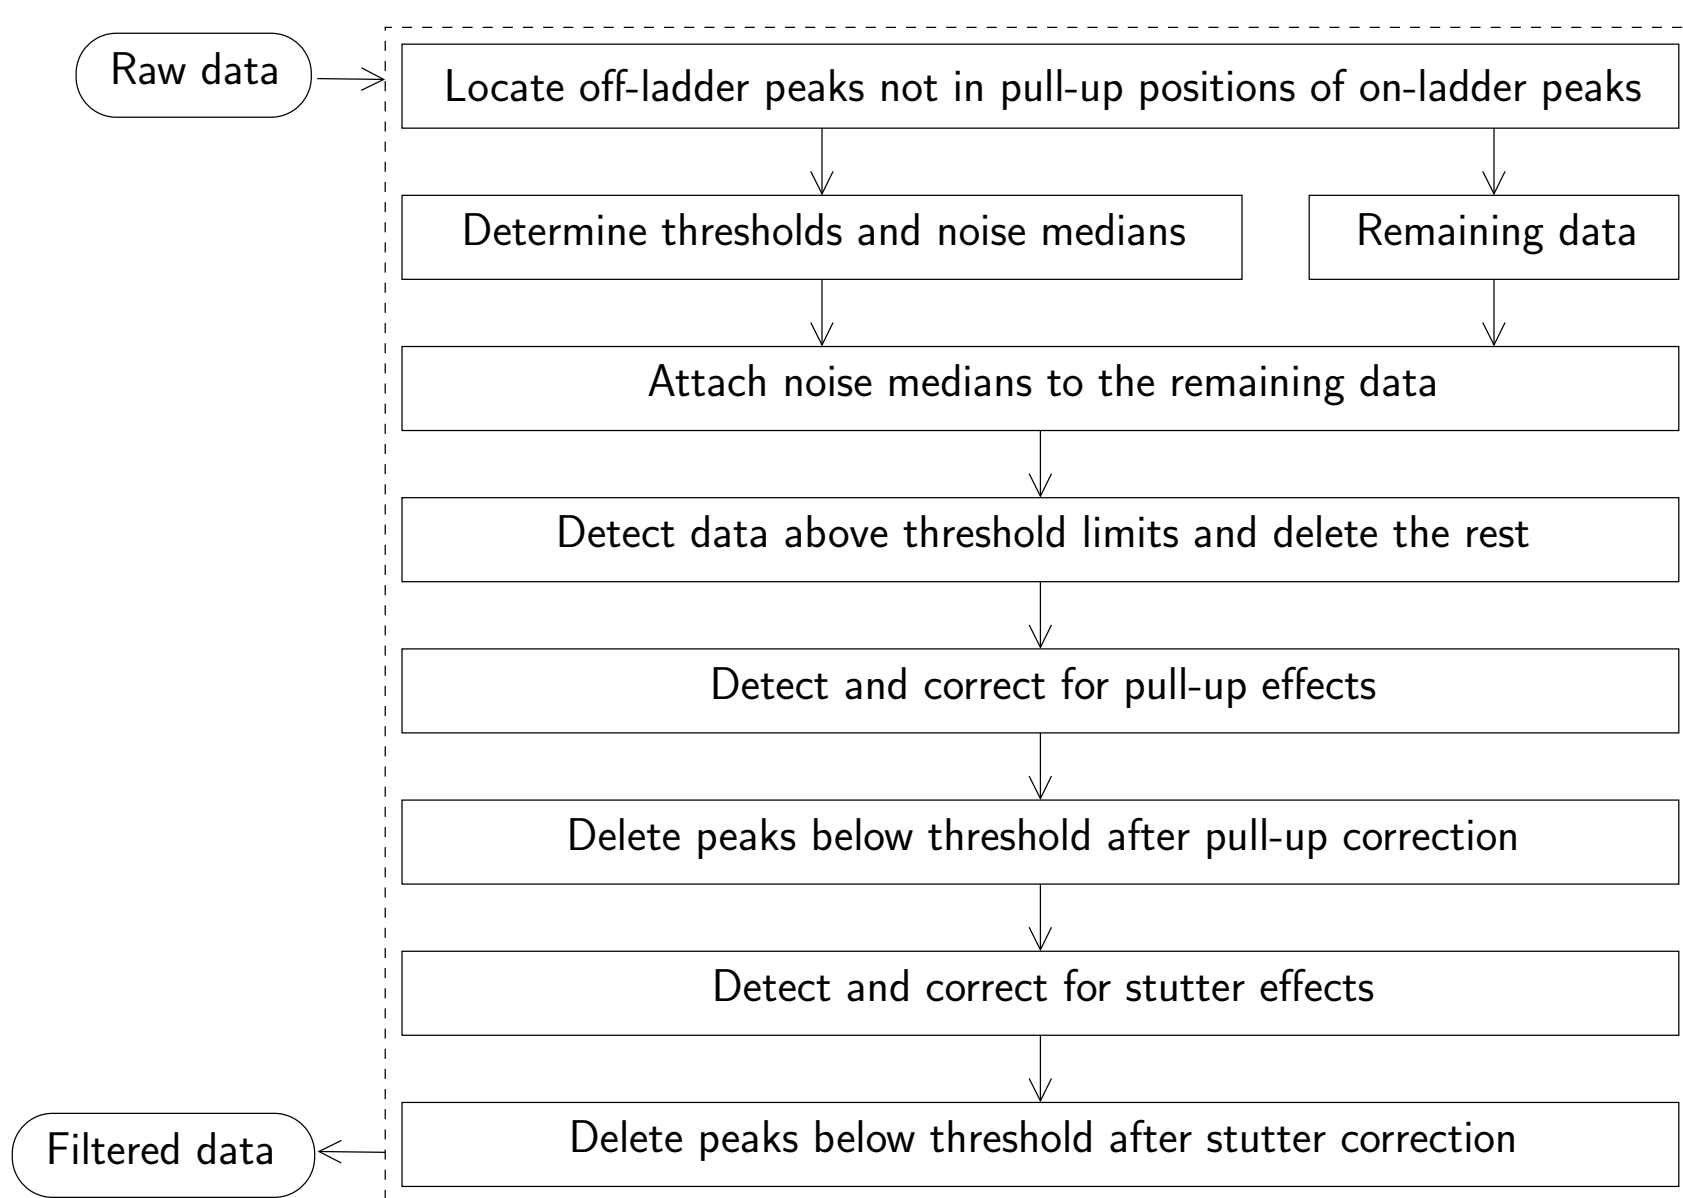 Raw data
Locate off-ladder peaks not in pull-up positions of on-ladder peaks
Determine thresholds and noise medians
Remaining data
Attach noise medians to the remaining data
Detect data above threshold limits and delete the rest
Detect and correct for pull-up effects
Delete peaks below threshold after pull-up correction
Detect and correct for stutter effects
Delete peaks below threshold after stutter correction
Filtered data